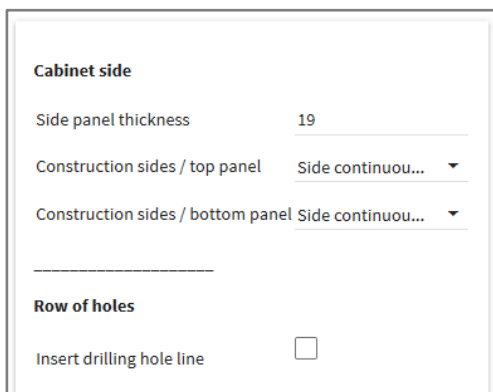 Cabinet side
Side panel thickness 19
Construction sides / top panel Side continuou...
Construction sides / bottom panel Side continuou...
____________________
Row of holes
Insert drilling hole line